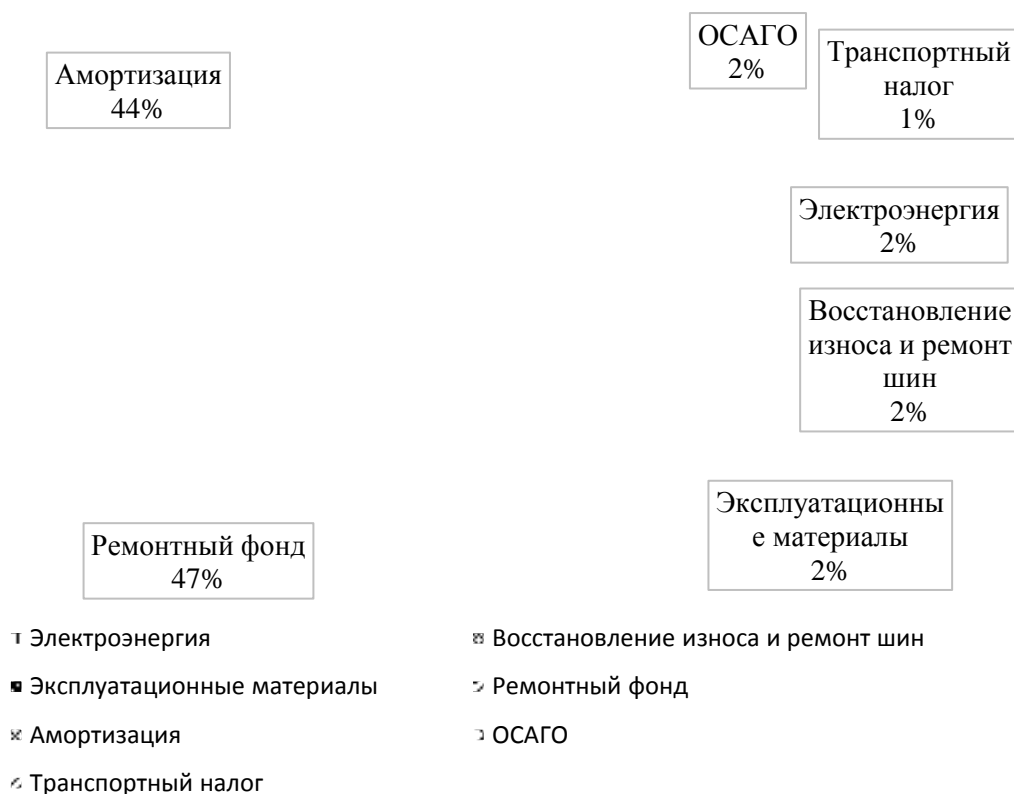 Амортизация
44%
ОСАГО
2%
Транспортный
налог
1%
Электроэнергия
2%
Восстановление
износа и ремонт
шин
2%
Эксплуатационны
е материалы
2%
Ремонтный фонд
47%
Электроэнергия
Восстановление износа и ремонт шин
Эксплуатационные материалы
Ремонтный фонд
Амортизация
ОСАГО
Транспортный налог